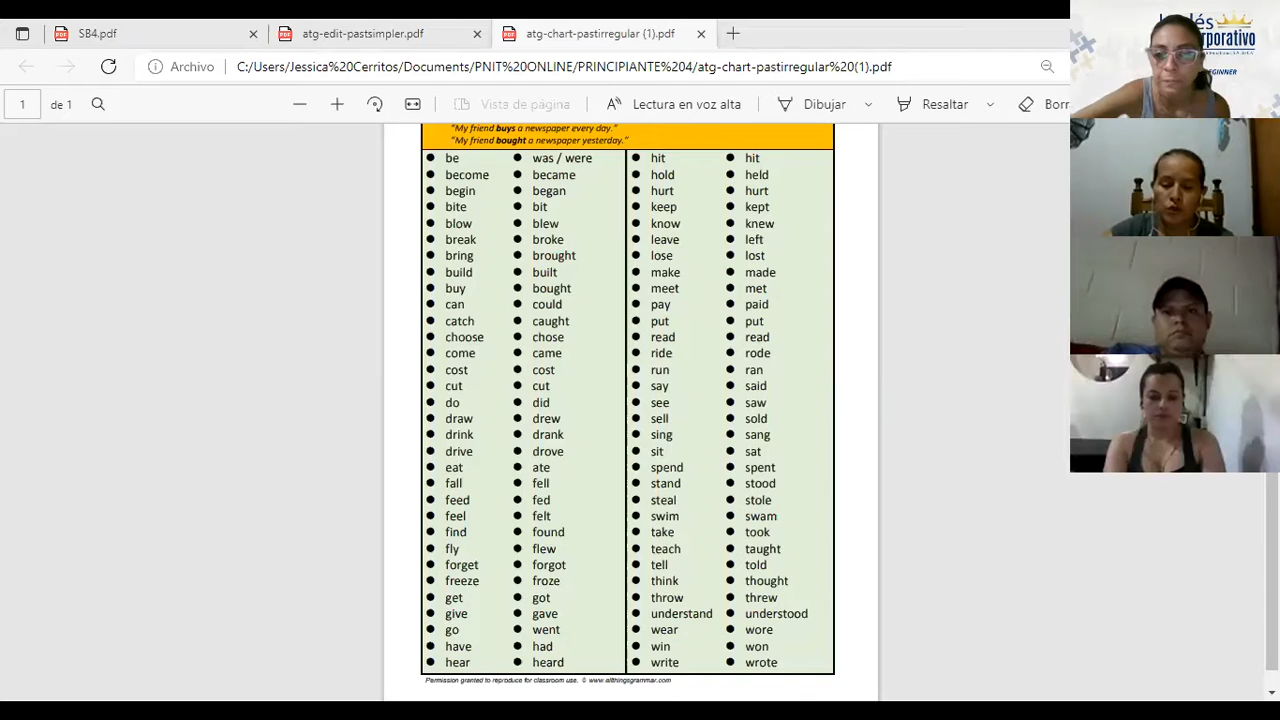 SB4.pdf
atg-edit-pastsimpler.pdf
atg-chart-pastirregular (1).pdf
Archivo
C:/Users/Jessica%20Cerritos/Documents/PNIT%20ONLINE/PRINCIPIANTE%204/atg-chart-pastirregular%20(1).pdf
1
de 1
Vista de página
Lectura en voz alta
Dibujar
Resaltar
Borr
"My friend buys a newspaper every day."
"My friend bought a newspaper yesterday."
be was / were hit hit
become became hold held
begin began hurt hurt
bite bit keep kept
blow blew know knew
break broke leave left
bring brought lose lost
build built make made
buy bought meet met
can could pay paid
catch caught put put
choose chose read read
come came ride rode
cost cost run ran
cut cut say said
do did see saw
draw drew sell sold
drink drank sing sang
drive drove sit sat
eat ate spend spent
fall fell stand stood
feed fed steal stole
feel felt swim swam
find found take took
fly flew teach taught
forget forgot tell told
freeze froze think thought
get got throw threw
give gave understand understood
go went wear wore
have had win won
hear heard write wrote
Permission granted to reproduce for classroom use. © www.allthingsgrammar.com